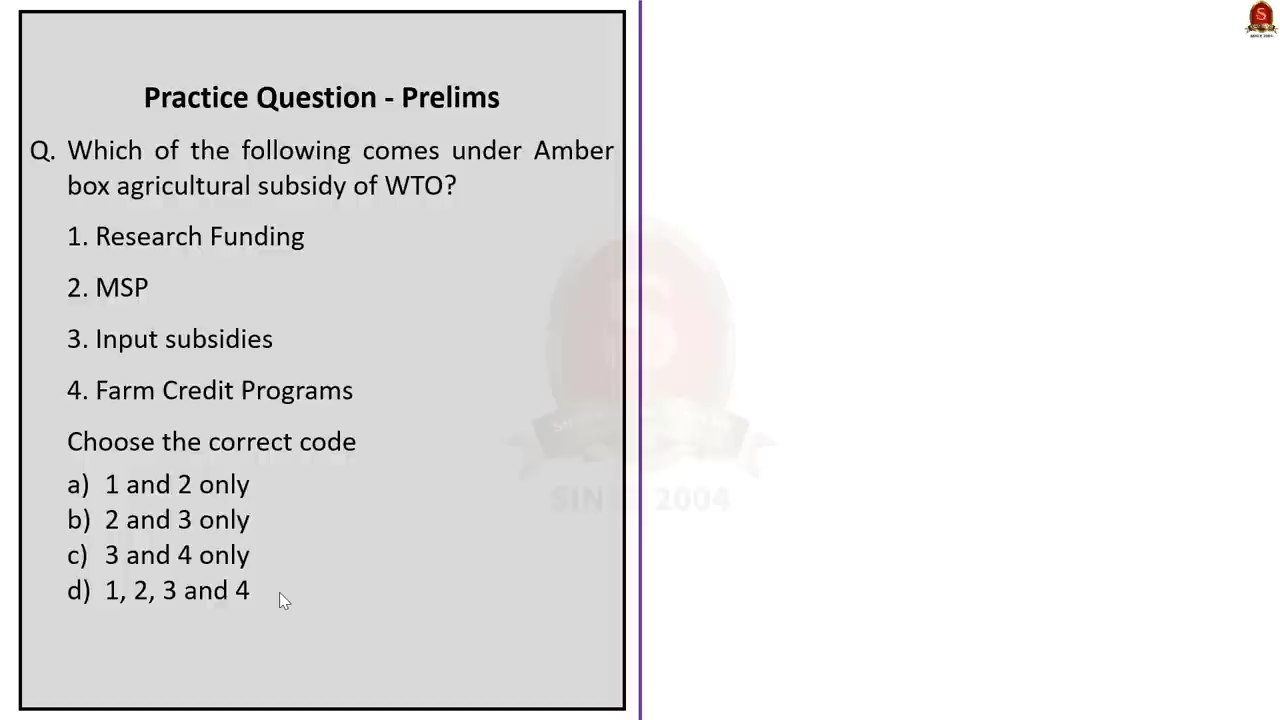 Practice Question - Prelims
Q. Which of the following comes under Amber
box agricultural subsidy of WTO?
1. Research Funding
2. MSP
3. Input subsidies
4. Farm Credit Programs
Choose the correct code
a) 1 and 2 only
b) 2 and 3 only
c) 3 and 4 only
d) 1, 2, 3 and 4
S
SINCE 2004